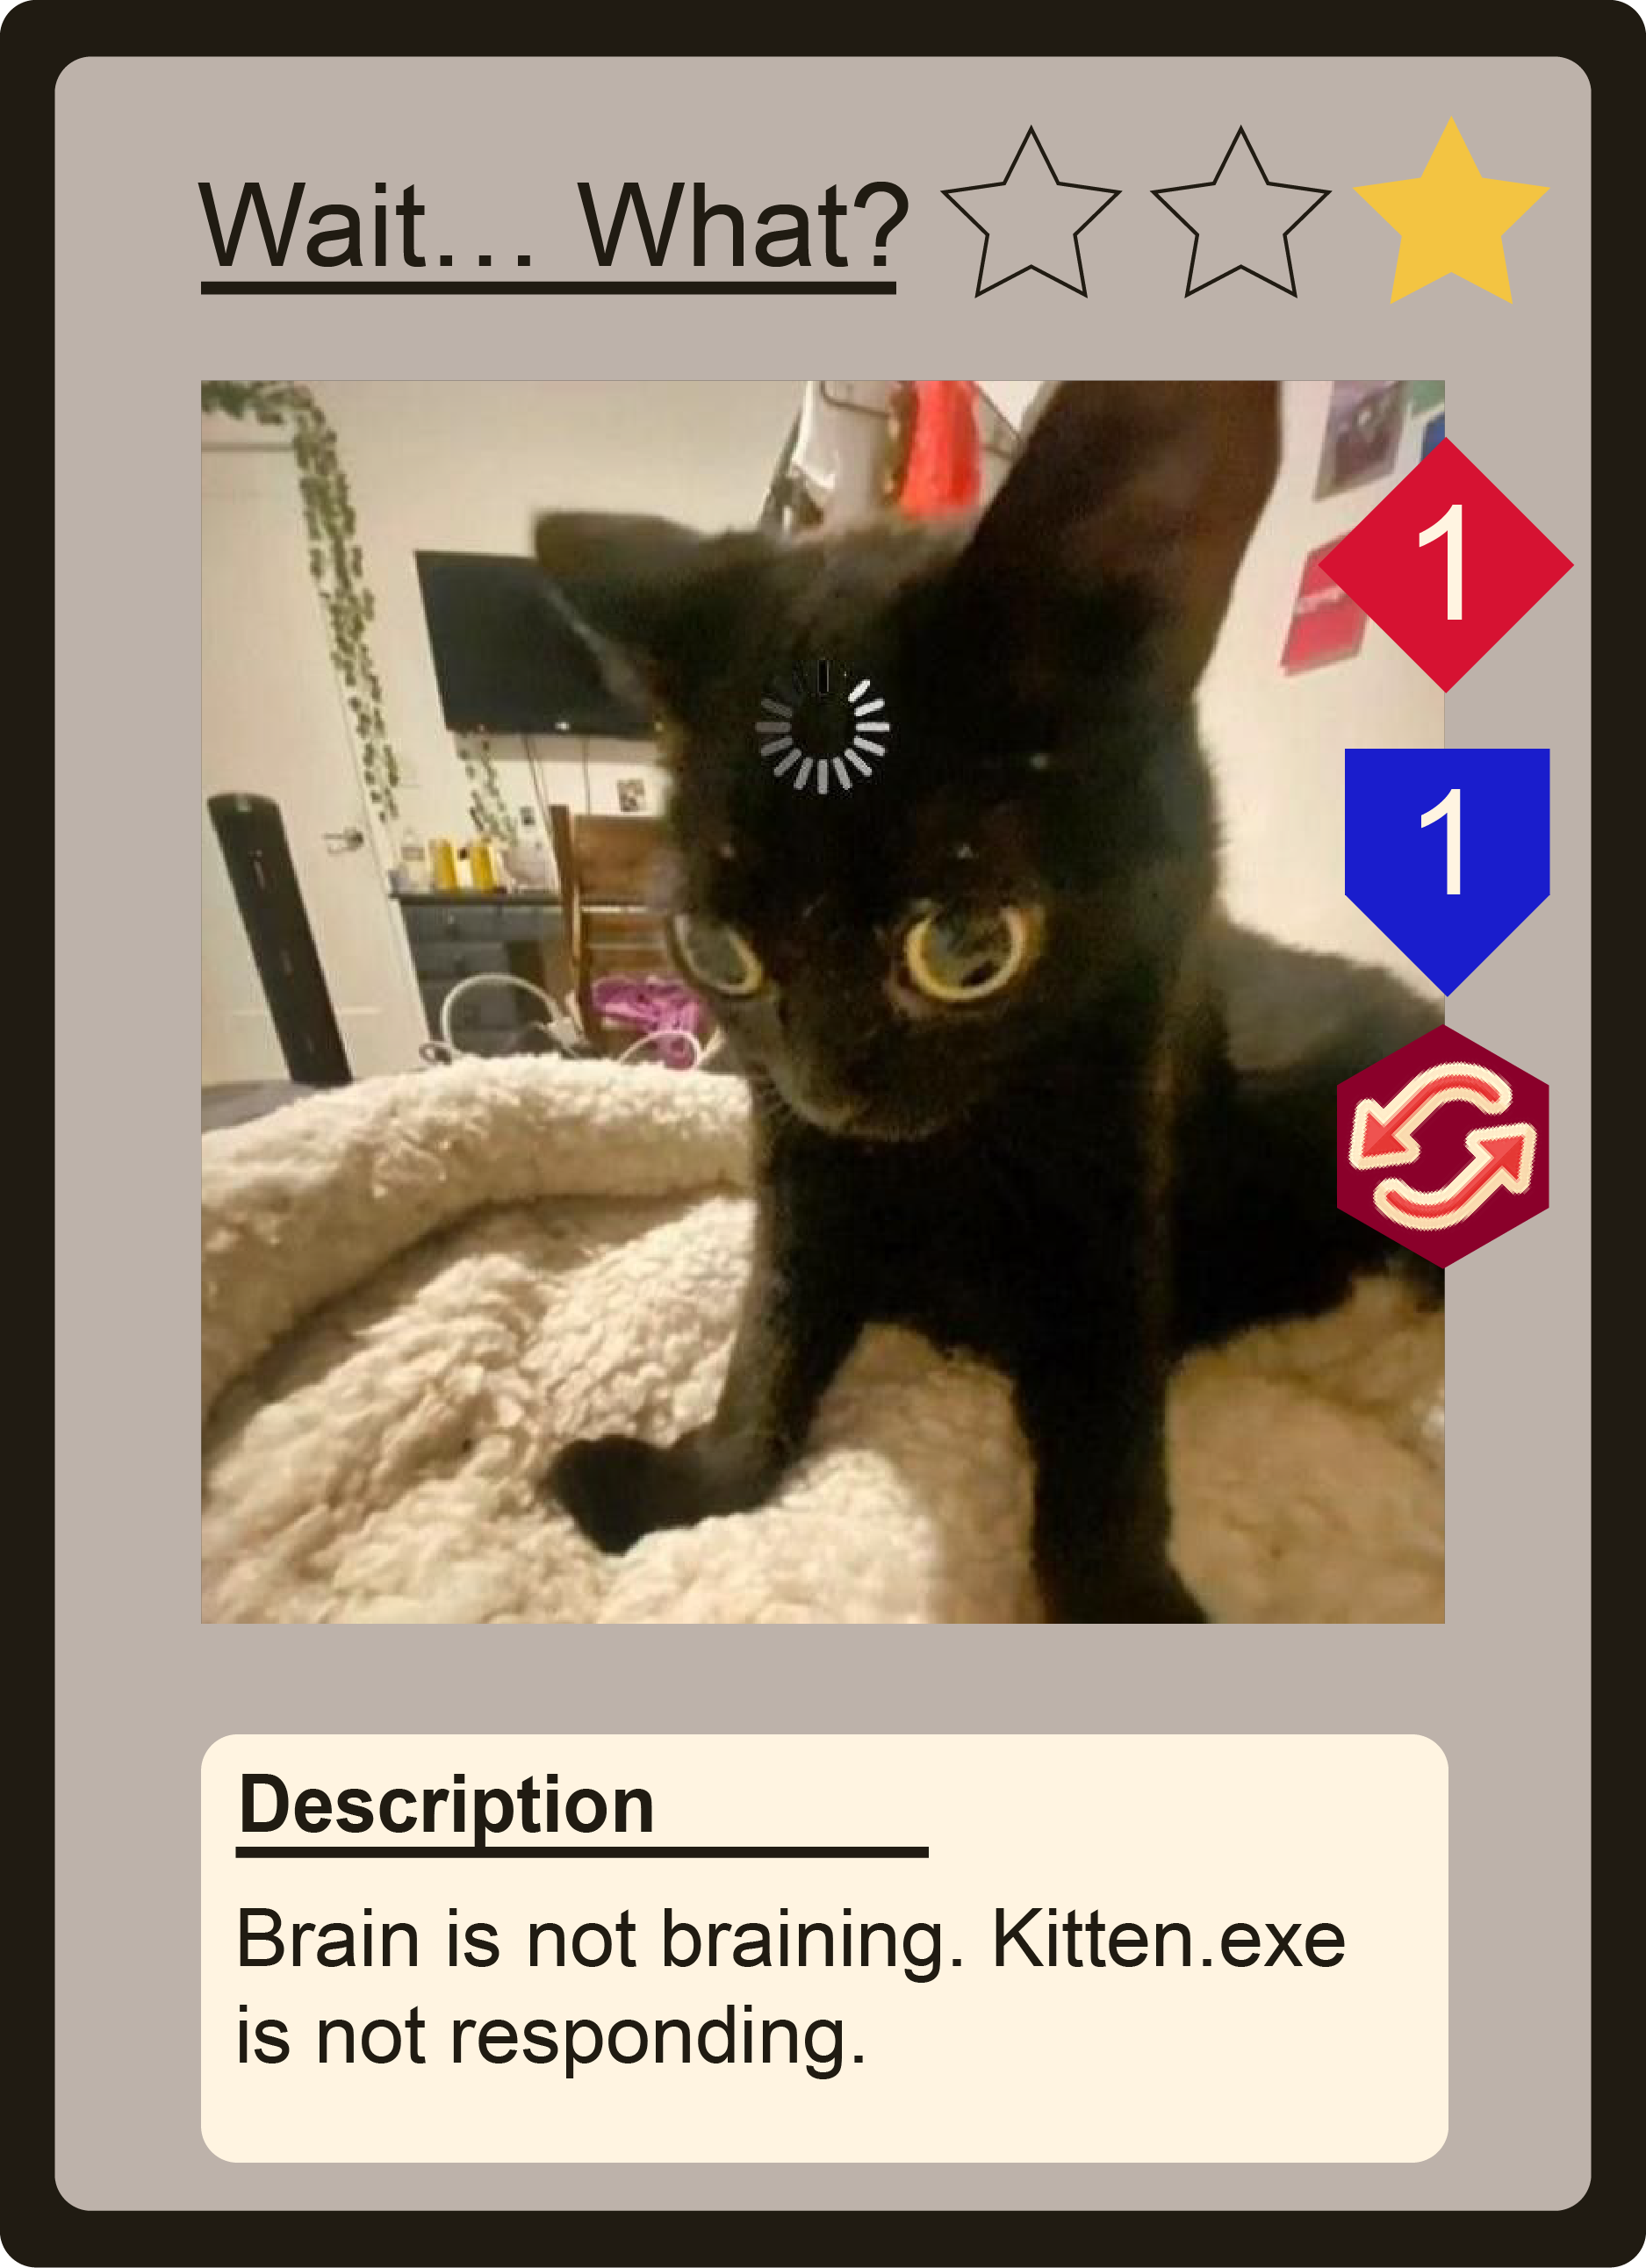 Wait... What?
1
1
Description
Brain is not braining. Kitten.exe
is not responding.